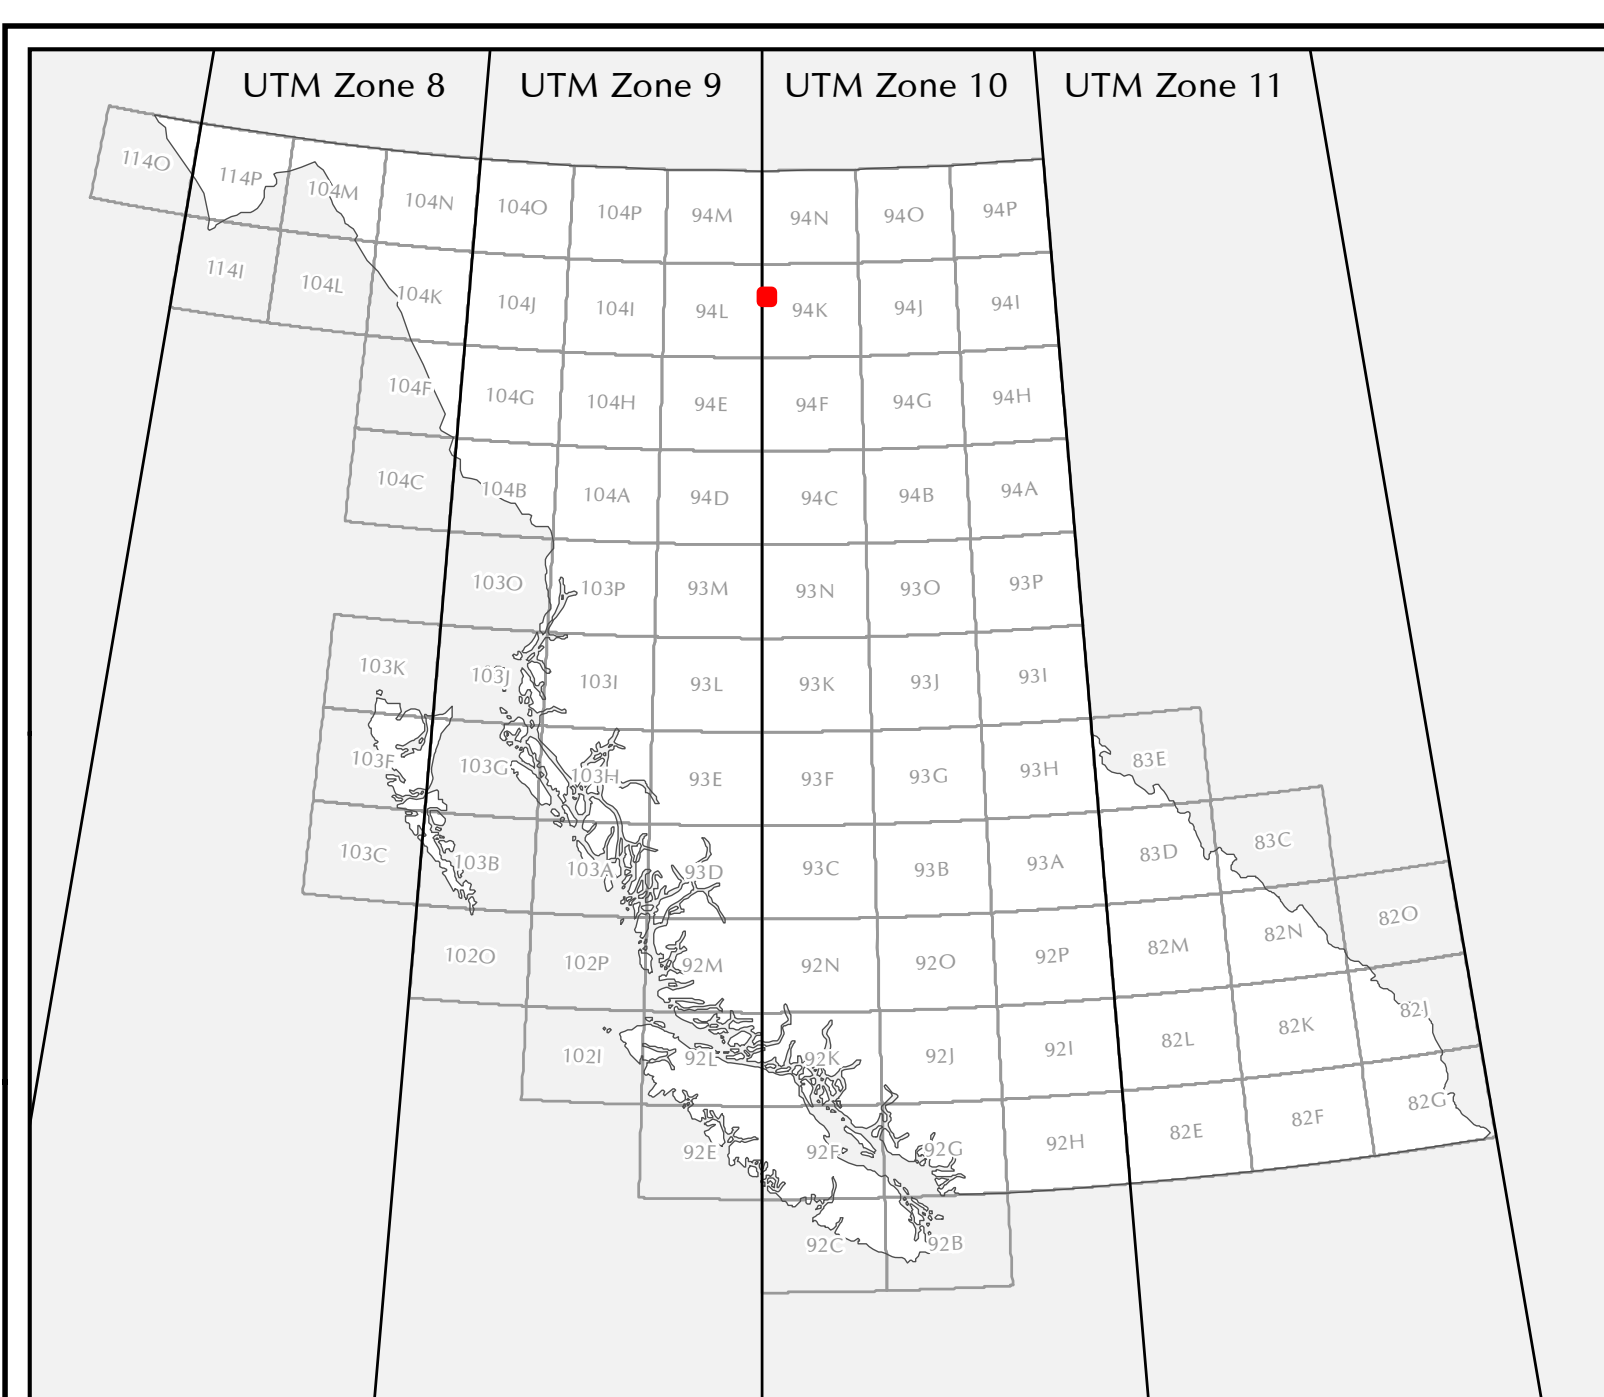 UTM Zone 8 UTM Zone 9 UTM Zone 10 UTM Zone 11
114O 114P 104M 104N 104O 104P 94M 94N 94O 94P
114I 104L 104K 104J 104I 94L 94K 94J 94I
104F 104G 104H 94E 94F 94G 94H
104C 104B 104A 94D 94C 94B 94A
103O 103P 93M 93N 93O 93P
103K 103J 103I 93L 93K 93J 93I
103F 103G 103H 93E 93F 93G 93H 83E
103C 103B 103A 93D 93C 93B 93A 83D 83C
102O 102P 92M 92N 92O 92P 82M 82N 82O
102I 92L 92K 92J 92I 82L 82K 82J
92E 92F 92G 92H 82E 82F 82G
92C 92B